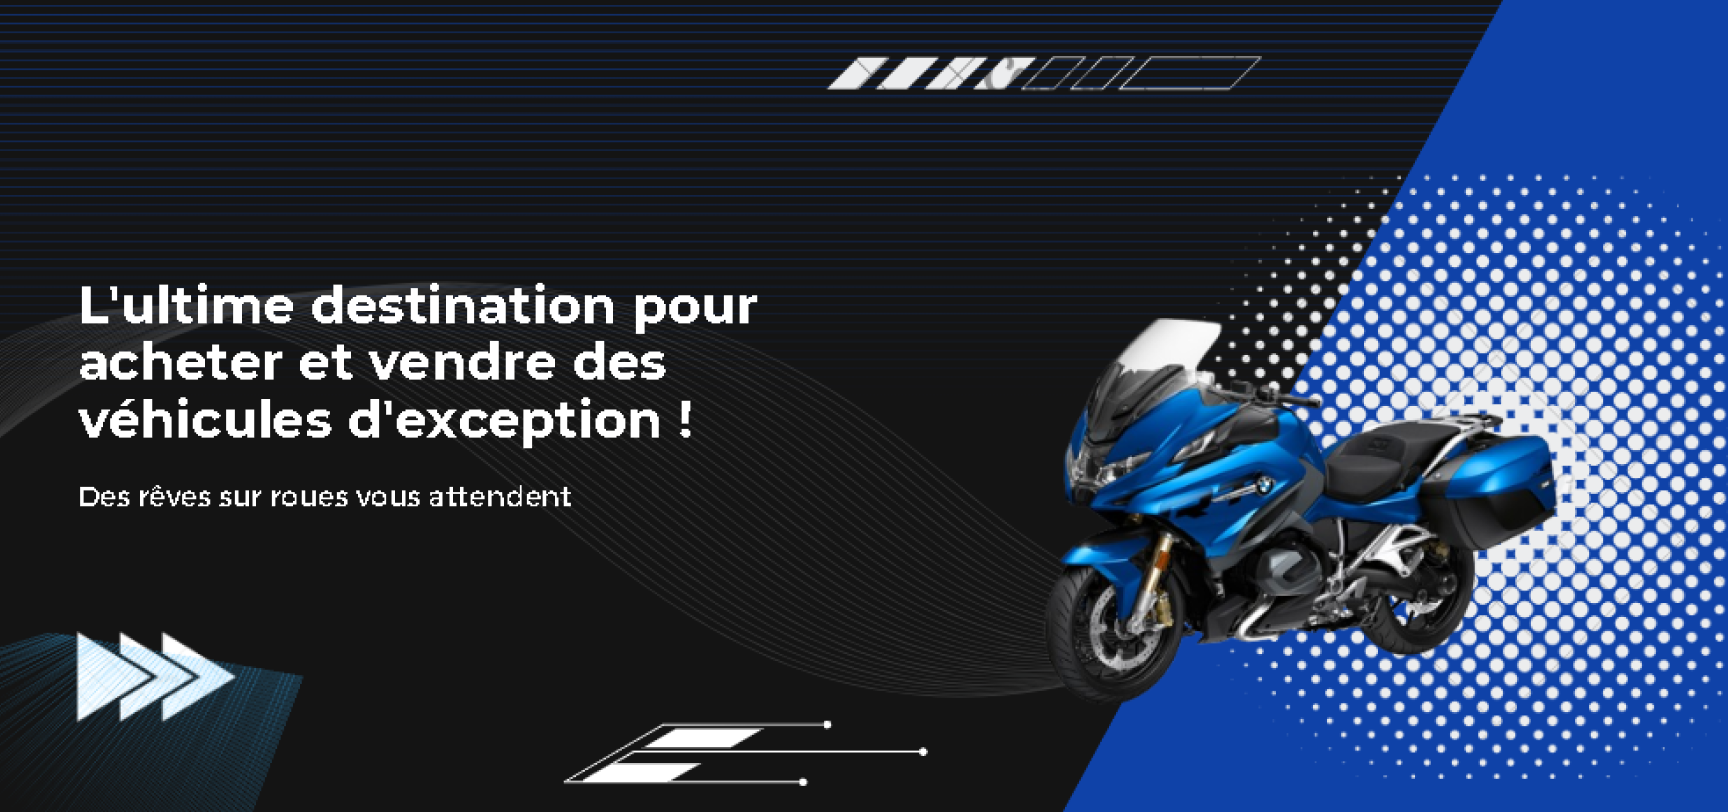 L'ultime destination pour
acheter et vendre des
véhicules d'exception !
Des rêves sur roues vous attendent